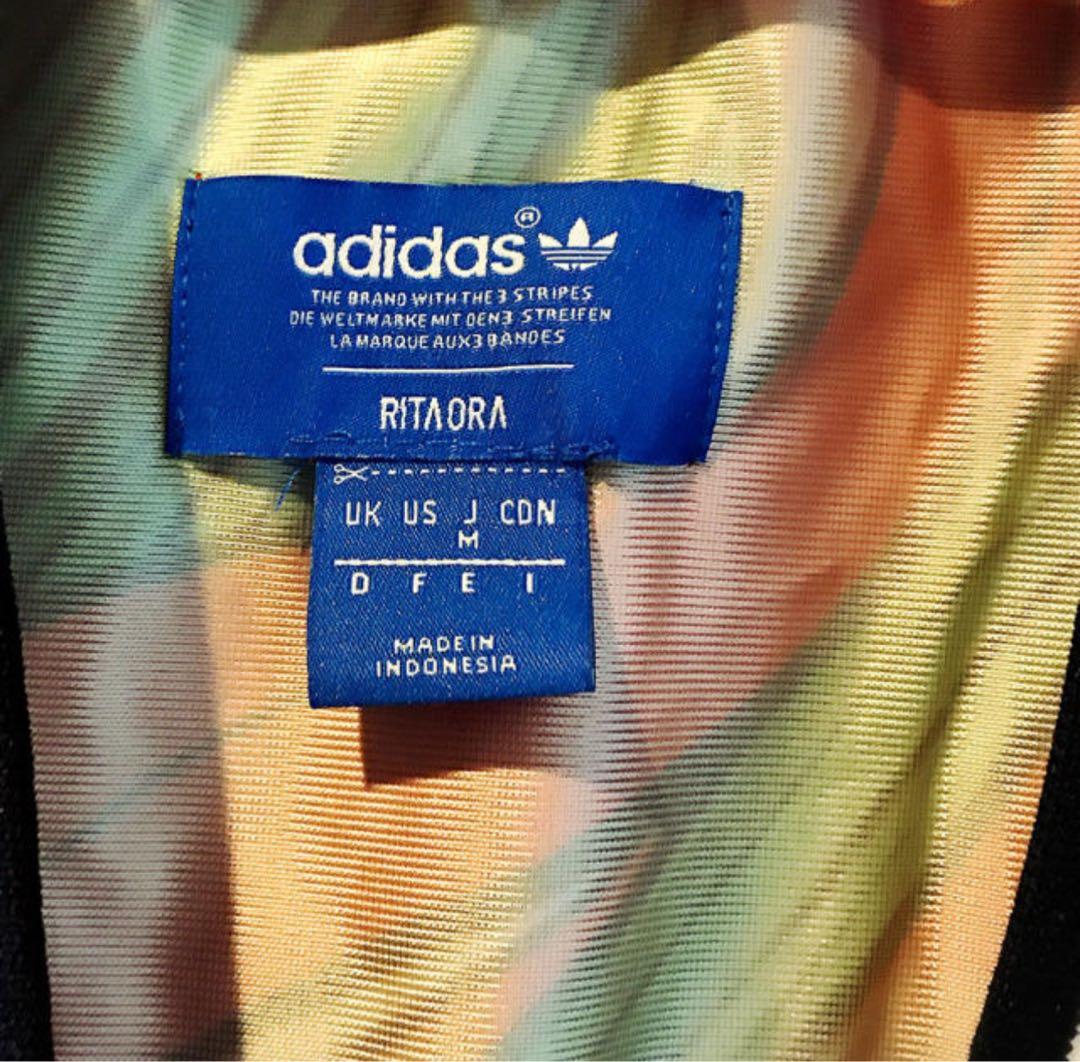 adidas®
THE BRAND WITH THE 3 STRIPES
DIE WELTMARKE MIT DEN 3 STREIFEN
LA MARQUE AUX 3 BANDES
RITA ORA
UK US J CDN
M
D F E I
MADE IN
INDONESIA